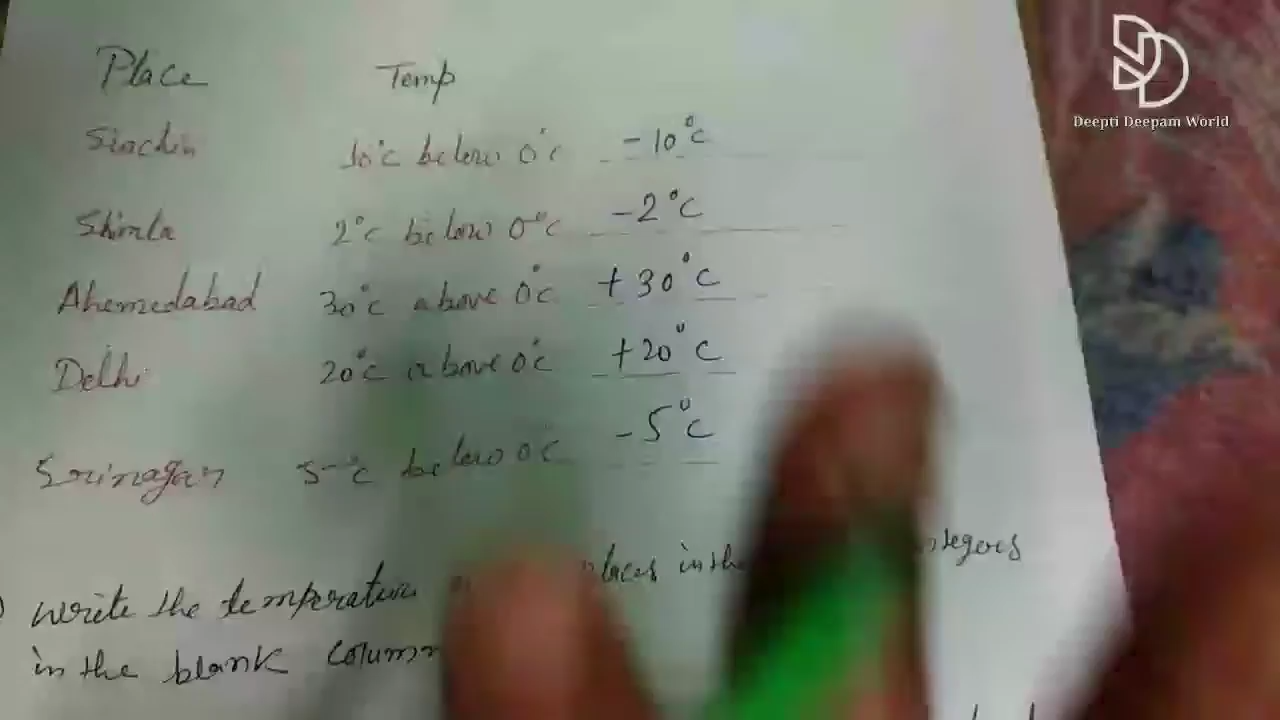 Place Temp
Siachin 10°c below 0°c -10°c
Shimla 2°c below 0°c -2°c
Ahemedabad 30°c above 0°c +30°c
Delhi 20°c above 0°c +20°c
Srinagar 5°c below 0°c -5°c
) write the temperature places in the integers
in the blank column
Deepti Deepam World